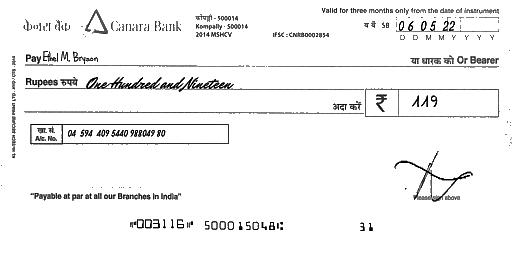 Valid for three months only from the date of instrument
केनरा बैंक Canara Bank
कोंपल्ली - 500014
Kompally - 500014
2014 MSHCV
IFSC : CNRB0002854
SB 06 05 22
D D M M Y Y Y Y
Pay Ethel M. Bryson
या धारक को Or Bearer
Rupees रुपये One Hundred and Nineteen
अदा करें ₹ 119
खा. सं.
A/c. No.
04 594 409 5440 988049 80
Please sign above
"Payable at par at all our Branches in India"
⑈003116⑈ 500015048⑆ 31